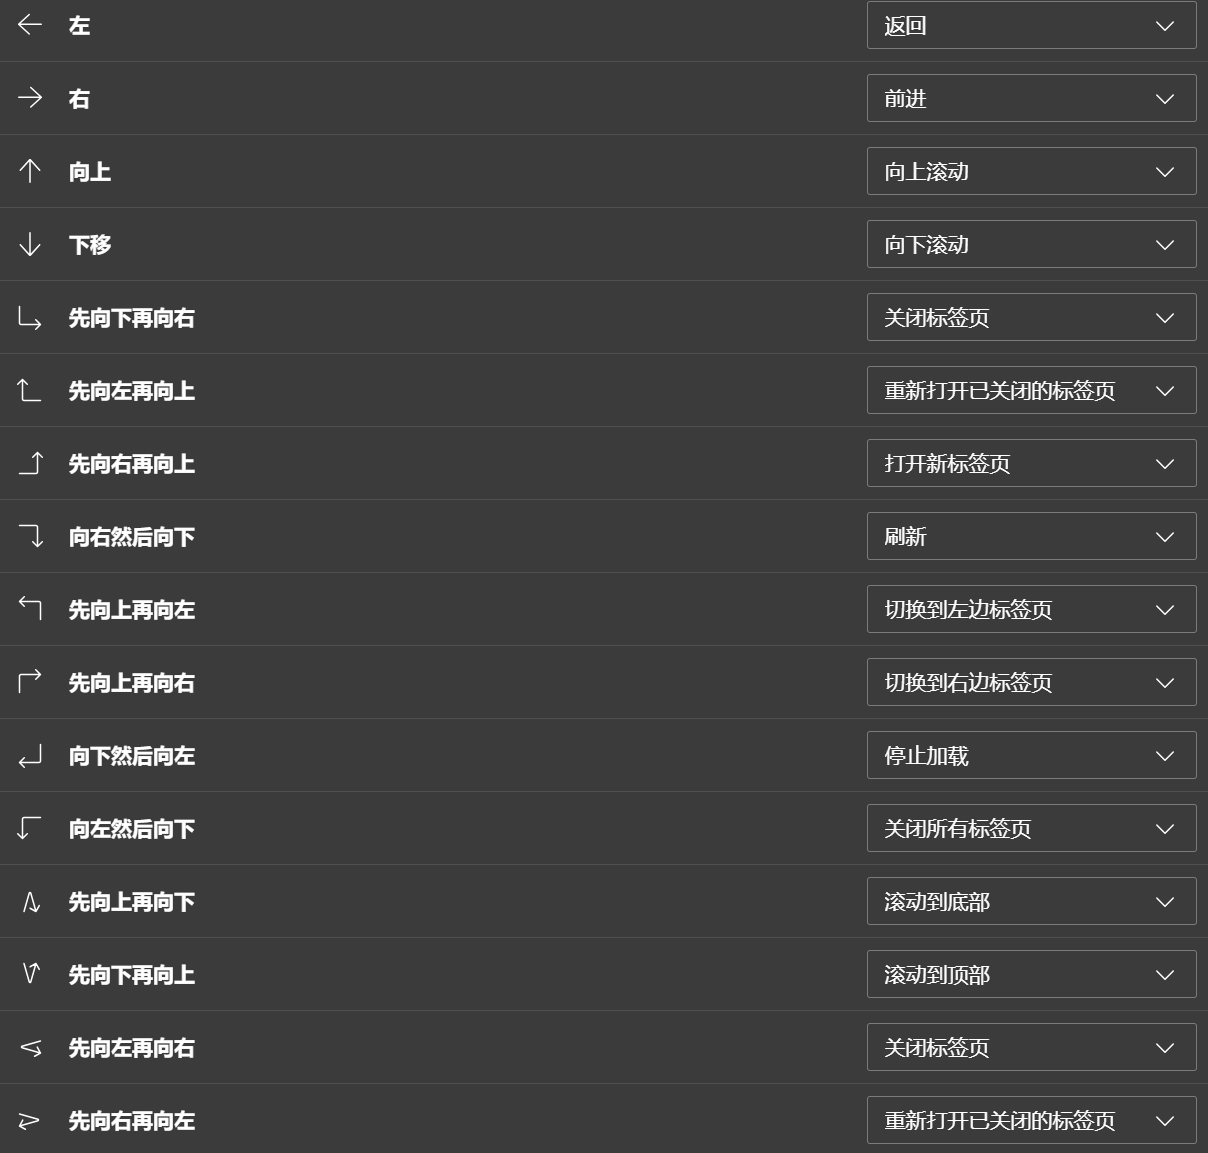 左
返回
右
前进
向上
向上滚动
下移
向下滚动
先向下再向右
关闭标签页
先向左再向上
重新打开已关闭的标签页
先向右再向上
打开新标签页
向右然后向下
刷新
先向上再向左
切换到左边标签页
先向上再向右
切换到右边标签页
向下然后向左
停止加载
向左然后向下
关闭所有标签页
先向上再向下
滚动到底部
先向下再向上
滚动到顶部
先向左再向右
关闭标签页
先向右再向左
重新打开已关闭的标签页